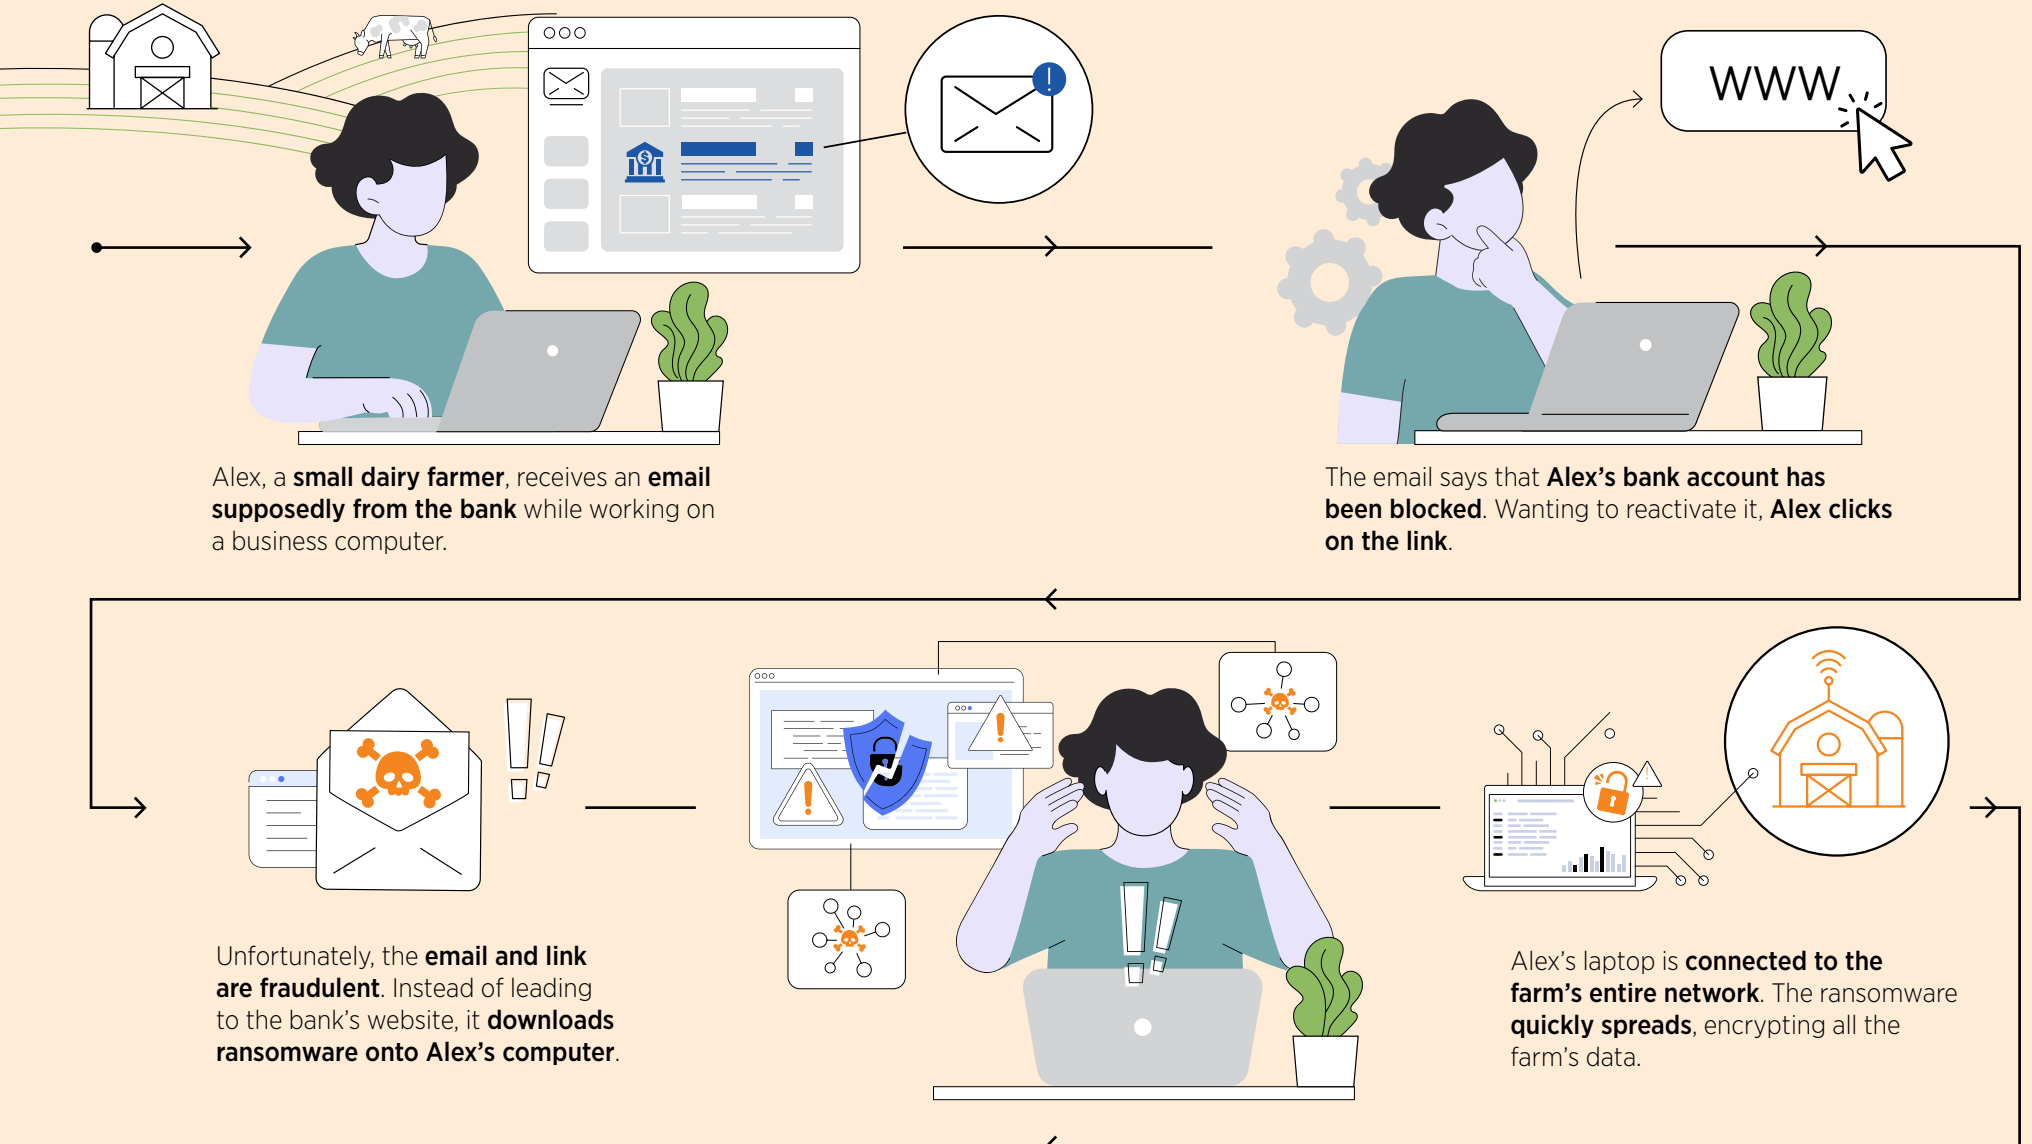 WWW
Alex, a small dairy farmer, receives an email
supposedly from the bank while working on
a business computer.
The email says that Alex’s bank account has
been blocked. Wanting to reactivate it, Alex clicks
on the link.
Unfortunately, the email and link
are fraudulent. Instead of leading
to the bank’s website, it downloads
ransomware onto Alex’s computer.
Alex’s laptop is connected to the
farm’s entire network. The ransomware
quickly spreads, encrypting all the
farm’s data.